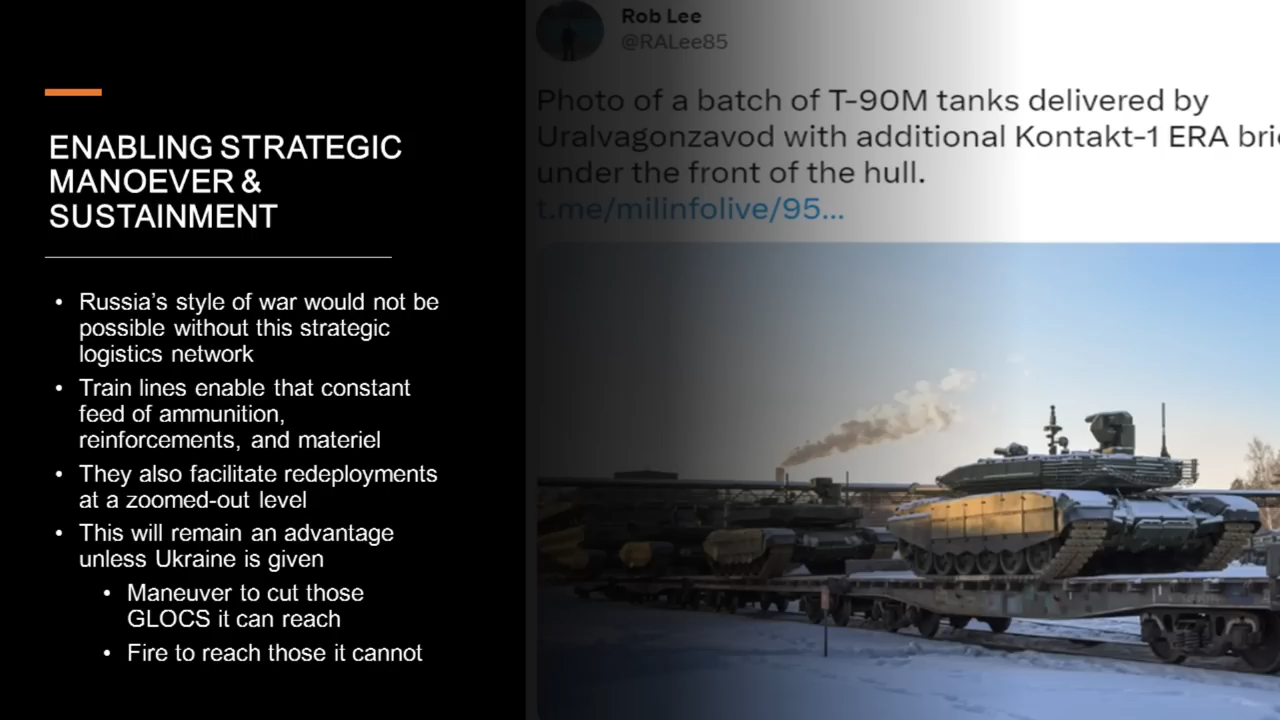 ENABLING STRATEGIC
MANOEVER &
SUSTAINMENT
• Russia's style of war would not be
possible without this strategic
logistics network
• Train lines enable that constant
feed of ammunition,
reinforcements, and materiel
• They also facilitate redeployments
at a zoomed-out level
• This will remain an advantage
unless Ukraine is given
• Maneuver to cut those
GLOCS it can reach
• Fire to reach those it cannot
Rob Lee
@RALee85
Photo of a batch of T-90M tanks delivered by
Uralvagonzavod with additional Kontakt-1 ERA
under the front of the hull.
t.me/milinfolive/95...